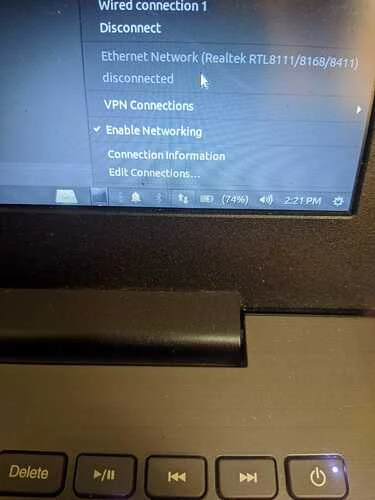 Wired connection 1
Disconnect
Ethernet Network (Realtek RTL8111/8168/8411)
disconnected
VPN Connections
Enable Networking
Connection Information
Edit Connections...
(74%) 2:21 PM
Delete